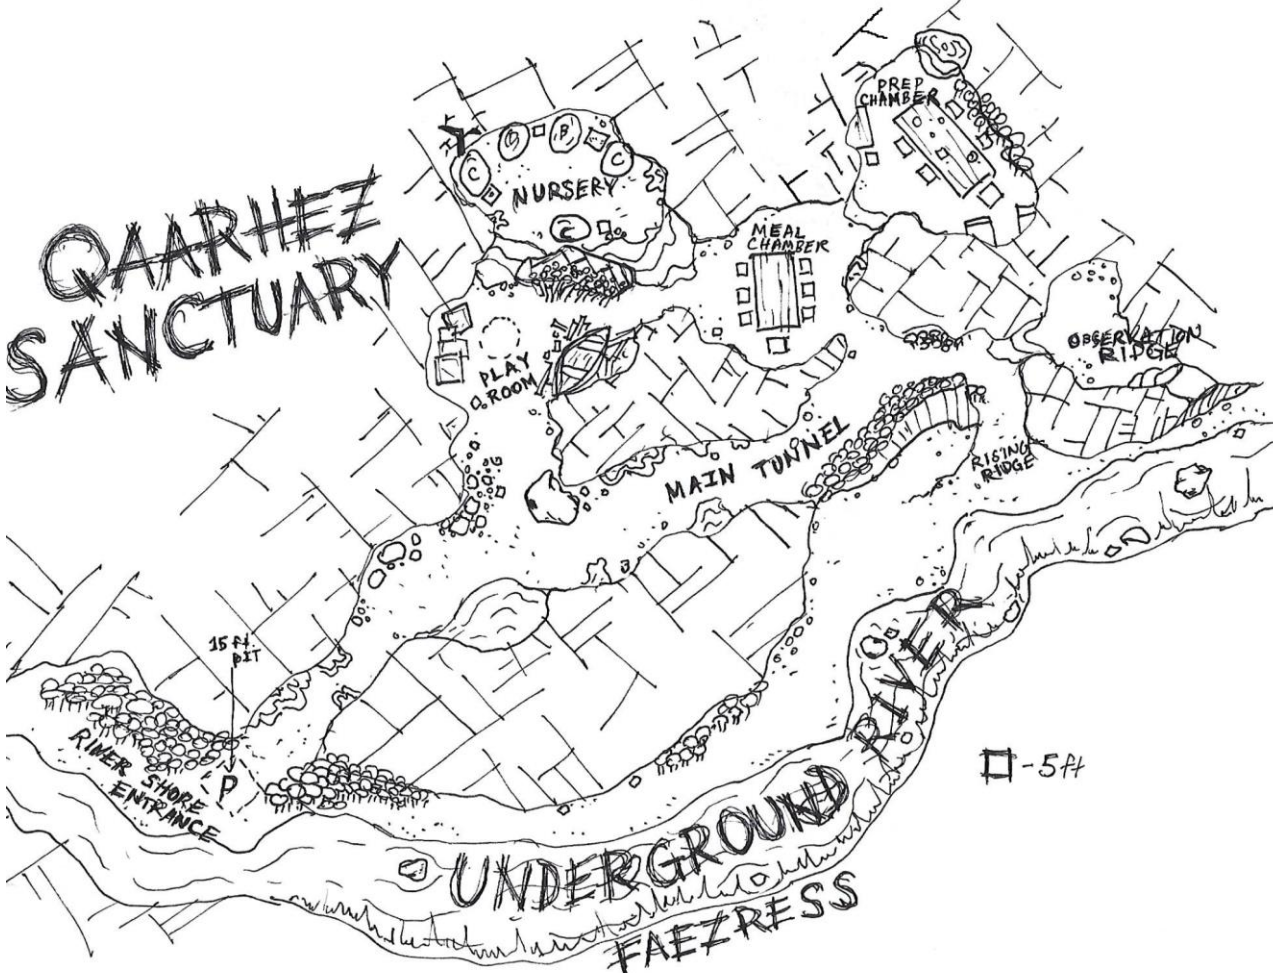 QAARHEZ
SANCTUARY
COS
PREP
CHAMBER
D
B
C
C
NURSERY
C
MEAL
CHAMBER
OBSERVATION
RIDGE
PLAY
ROOM
MAIN TUNNEL
RISING
RIDGE
15 ft.
PIT
P
RIVER SHORE
ENTRANCE
-5ft
UNDERGROUND RIVER
FAEZRESS